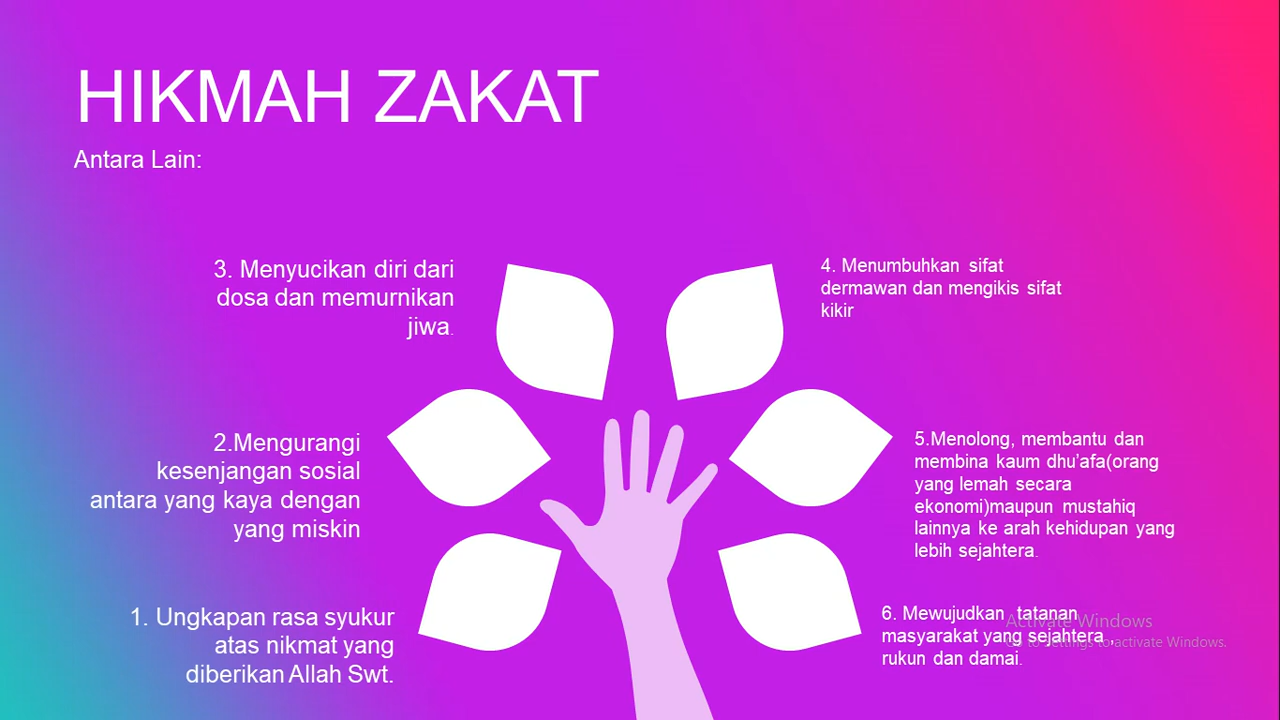 HIKMAH ZAKAT
Antara Lain:
3. Menyucikan diri dari
dosa dan memurnikan
jiwa.
4. Menumbuhkan sifat
dermawan dan mengikis sifat
kikir
2.Mengurangi
kesenjangan sosial
antara yang kaya dengan
yang miskin
5.Menolong, membantu dan
membina kaum dhu'afa(orang
yang lemah secara
ekonomi)maupun mustahiq
lainnya ke arah kehidupan yang
lebih sejahtera.
1. Ungkapan rasa syukur
atas nikmat yang
diberikan Allah Swt.
6. Mewujudkan tatanan
masyarakat yang sejahtera ,
rukun dan damai.
Activate Windows
Go to Settings to activate Windows.